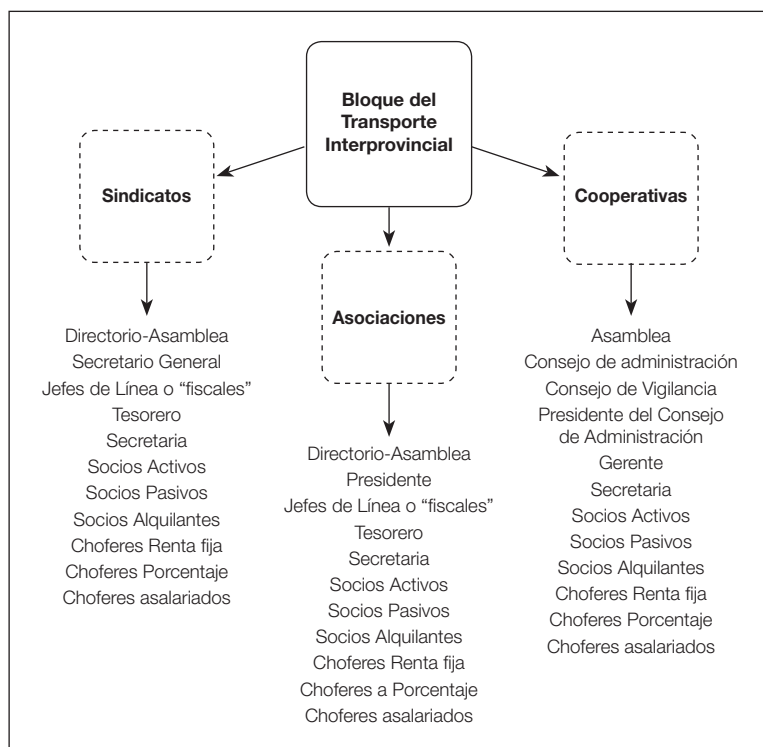 Bloque del
Transporte
Interprovincial
Sindicatos
Directorio-Asamblea
Secretario General
Jefes de Línea o “fiscales”
Tesorero
Secretaria
Socios Activos
Socios Pasivos
Socios Alquilantes
Choferes Renta fija
Choferes Porcentaje
Choferes asalariados
Asociaciones
Directorio-Asamblea
Presidente
Jefes de Línea o “fiscales”
Tesorero
Secretaria
Socios Activos
Socios Pasivos
Socios Alquilantes
Choferes Renta fija
Choferes a Porcentaje
Choferes asalariados
Cooperativas
Asamblea
Consejo de administración
Consejo de Vigilancia
Presidente del Consejo
de Administración
Gerente
Secretaria
Socios Activos
Socios Pasivos
Socios Alquilantes
Choferes Renta fija
Choferes Porcentaje
Choferes asalariados